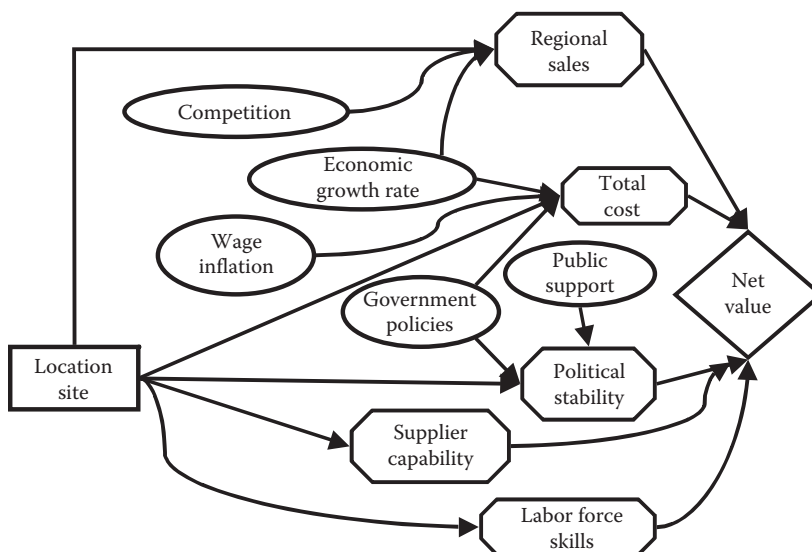 Regional
sales
Competition
Economic
growth rate
Total
cost
Wage
inflation
Public
support
Net
value
Government
policies
Location
site
Political
stability
Supplier
capability
Labor force
skills